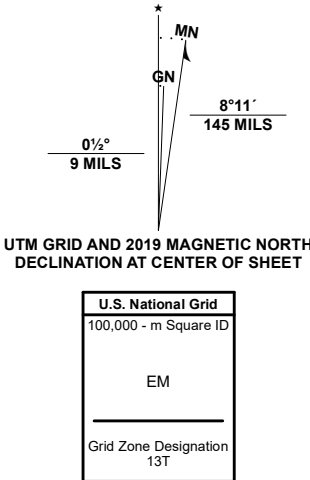 ★
MN
GN
8°11´
145 MILS
0½°
9 MILS
UTM GRID AND 2019 MAGNETIC NORTH
DECLINATION AT CENTER OF SHEET
U.S. National Grid
100,000 - m Square ID
EM
Grid Zone Designation
13T